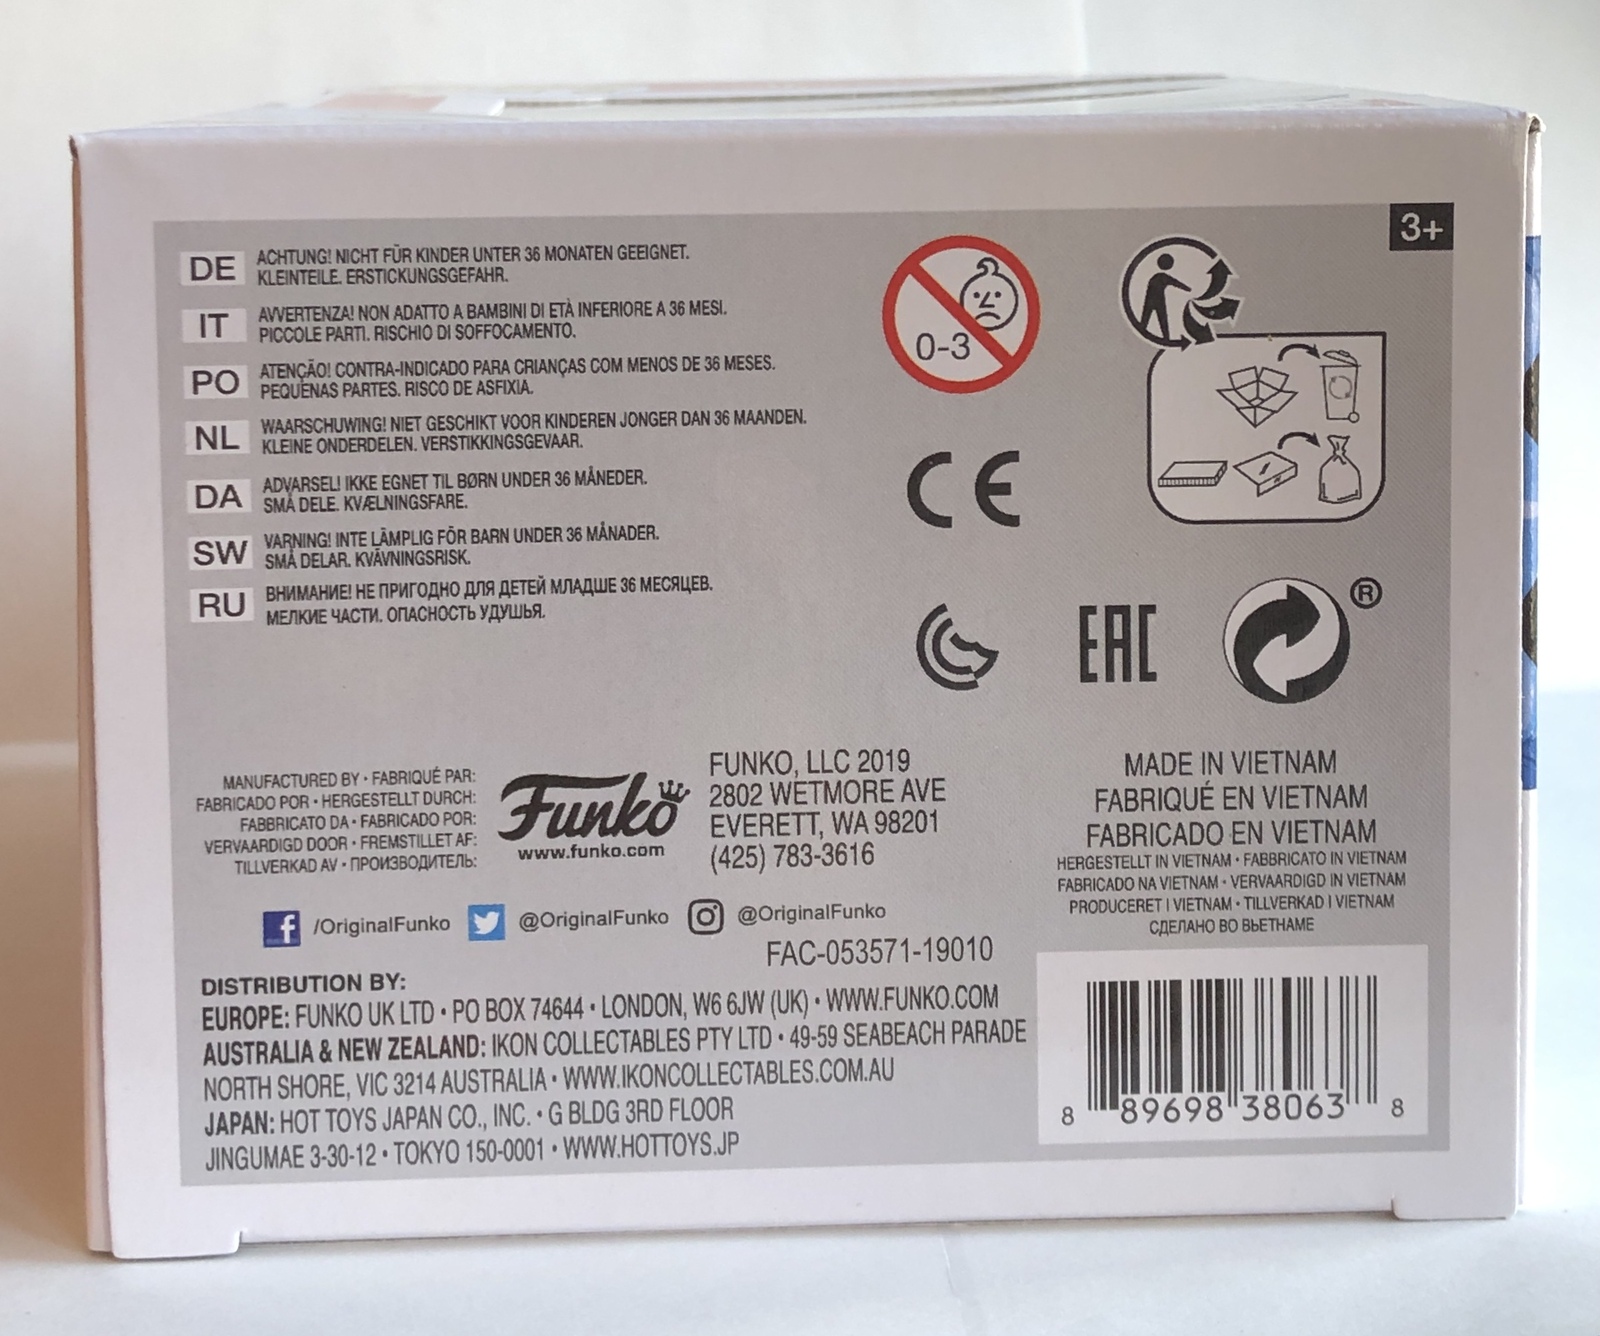 3+
DE
ACHTUNG! NICHT FÜR KINDER UNTER 36 MONATEN GEEIGNET.
KLEINTEILE. ERSTICKUNGSGEFAHR.
IT
AVVERTENZA! NON ADATTO A BAMBINI DI ETÀ INFERIORE A 36 MESI.
PICCOLE PARTI. RISCHIO DI SOFFOCAMENTO.
PO
ATENÇÃO! CONTRA-INDICADO PARA CRIANÇAS COM MENOS DE 36 MESES.
PEQUENAS PARTES. RISCO DE ASFIXIA.
NL
WAARSCHUWING! NIET GESCHIKT VOOR KINDEREN JONGER DAN 36 MAANDEN.
KLEINE ONDERDELEN. VERSTIKKINGSGEVAAR.
DA
ADVARSEL! IKKE EGNET TIL BØRN UNDER 36 MÅNEDER.
SMÅ DELE. KVÆLNINGSFARE.
SW
VARNING! INTE LÄMPLIG FÖR BARN UNDER 36 MÅNADER.
SMÅ DELAR. KVÄVNINGSRISK.
RU
ВНИМАНИЕ! НЕ ПРИГОДНО ДЛЯ ДЕТЕЙ МЛАДШЕ 36 МЕСЯЦЕВ.
МЕЛКИЕ ЧАСТИ. ОПАСНОСТЬ УДУШЬЯ.
0-3
CE
EAC
®
MANUFACTURED BY • FABRIQUÉ PAR:
FABRICADO POR • HERGESTELLT DURCH:
FABBRICATO DA • FABRICADO POR:
VERVAARDIGD DOOR • FREMSTILLET AF:
TILLVERKAD AV • ПРОИЗВОДИТЕЛЬ:
Funko
www.funko.com
FUNKO, LLC 2019
2802 WETMORE AVE
EVERETT, WA 98201
(425) 783-3616
MADE IN VIETNAM
FABRIQUÉ EN VIETNAM
FABRICADO EN VIETNAM
HERGESTELLT IN VIETNAM • FABBRICATO IN VIETNAM
FABRICADO NA VIETNAM • VERVAARDIGD IN VIETNAM
PRODUCERET I VIETNAM • TILLVERKAD I VIETNAM
СДЕЛАНО ВО ВЬЕТНАМЕ
f /OriginalFunko @OriginalFunko @OriginalFunko
FAC-053571-19010
DISTRIBUTION BY:
EUROPE: FUNKO UK LTD • PO BOX 74644 • LONDON, W6 6JW (UK) • WWW.FUNKO.COM
AUSTRALIA & NEW ZEALAND: IKON COLLECTABLES PTY LTD • 49-59 SEABEACH PARADE
NORTH SHORE, VIC 3214 AUSTRALIA • WWW.IKONCOLLECTABLES.COM.AU
JAPAN: HOT TOYS JAPAN CO., INC. • G BLDG 3RD FLOOR
JINGUMAE 3-30-12 • TOKYO 150-0001 • WWW.HOTTOYS.JP
8 89698 38063 8